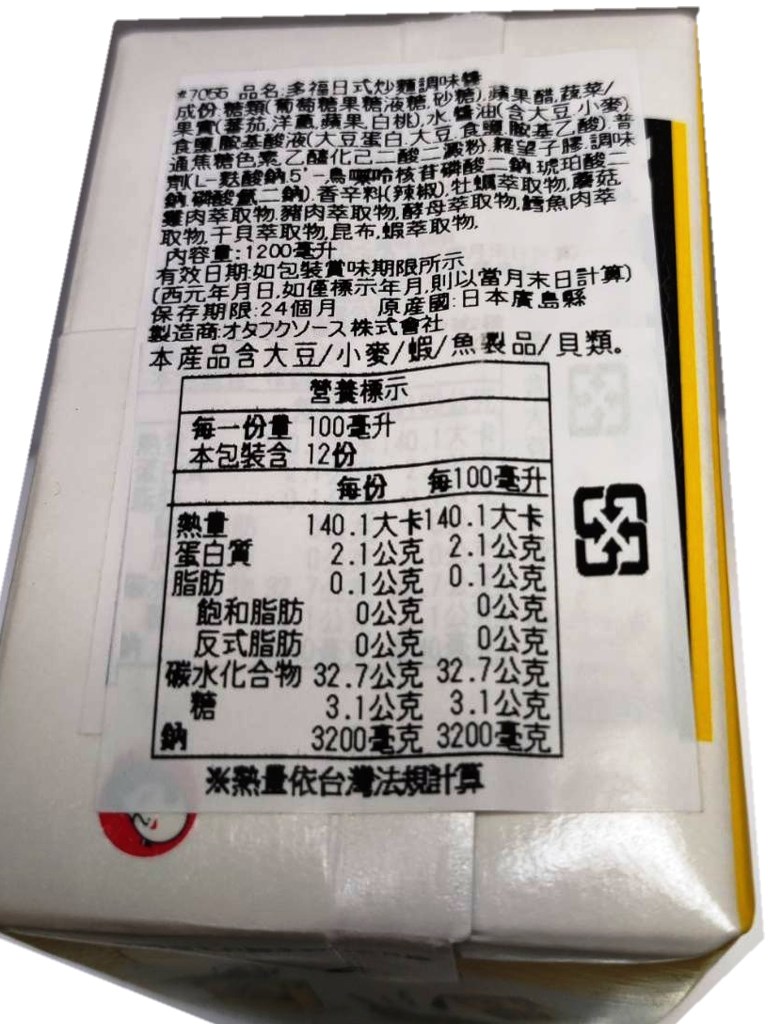 *7055 品名:多福日式炒麵調味醬
成份:糖類(葡萄糖果糖液糖,砂糖),蘋果醋,蔬菜/
果實(蕃茄,洋蔥,蘋果,白桃),水,醬油(含大豆,小麥)
食鹽,胺基酸液(大豆蛋白,大豆,食鹽,胺基乙酸),普
通焦糖色素,乙醯化己二酸二澱粉,羅望子膠,調味
劑(L-麩酸鈉,5'-鳥嘌呤核苷磷酸二鈉,琥珀酸二
鈉,磷酸氫二鈉),香辛料(辣椒),牡蠣萃取物,蘑菇,
雞肉萃取物,豬肉萃取物,酵母萃取物,鱈魚肉萃
取物,干貝萃取物,昆布,蝦萃取物.
內容量:1200毫升
有效日期:如包裝賞味期限所示
(西元年月日,如僅標示年月,則以當月末日計算)
保存期限:24個月 原產國:日本廣島縣
製造商:オタフクソース株式會社
本產品含大豆/小麥/蝦/魚製品/貝類。
營養標示
每一份量 100毫升
本包裝含 12份
每份 每100毫升
熱量 140.1大卡 140.1大卡
蛋白質 2.1公克 2.1公克
脂肪 0.1公克 0.1公克
飽和脂肪 0公克 0公克
反式脂肪 0公克 0公克
碳水化合物 32.7公克 32.7公克
糖 3.1公克 3.1公克
鈉 3200毫克 3200毫克
※熱量依台灣法規計算